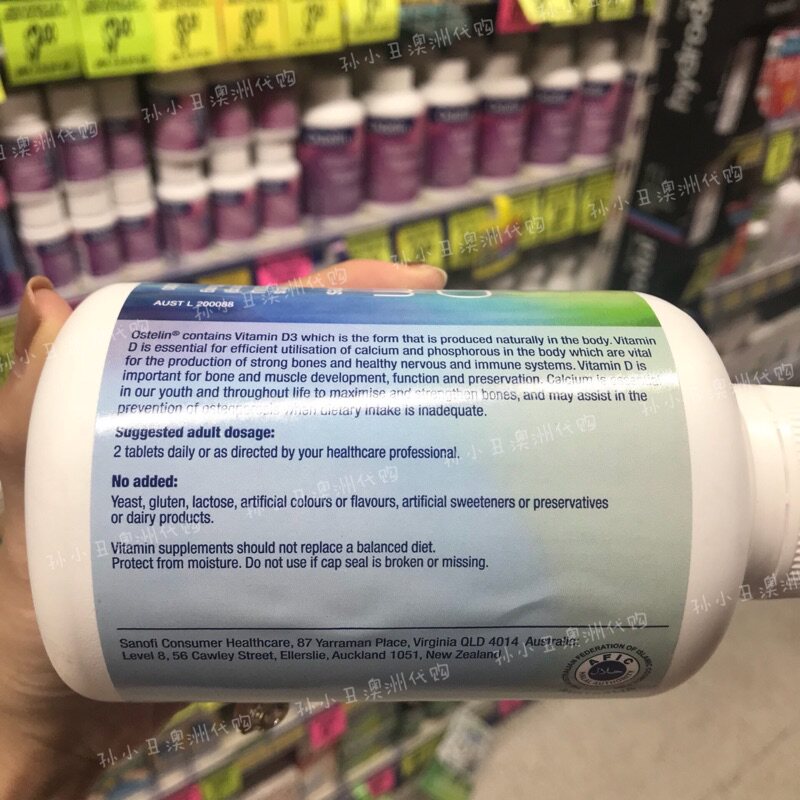 AUST L 200088
Ostelin® contains Vitamin D3 which is the form that is produced naturally in the body. Vitamin
D is essential for efficient utilisation of calcium and phosphorous in the body which are vital
for the production of strong bones and healthy nervous and immune systems. Vitamin D is
important for bone and muscle development, function and preservation. Calcium is essential
in our youth and throughout life to maximise and strengthen bones, and may assist in the
prevention of osteoporosis when dietary intake is inadequate.
Suggested adult dosage:
2 tablets daily or as directed by your healthcare professional.
No added:
Yeast, gluten, lactose, artificial colours or flavours, artificial sweeteners or preservatives
or dairy products.
Vitamin supplements should not replace a balanced diet.
Protect from moisture. Do not use if cap seal is broken or missing.
Sanofi Consumer Healthcare, 87 Yarraman Place, Virginia QLD 4014, Australia.
Level 8, 56 Cawley Street, Ellerslie, Auckland 1051, New Zealand
AUSTRALIAN FEDERATION OF ISLAMIC
AFIC
حلال
hydrod
孙小丑澳洲代购